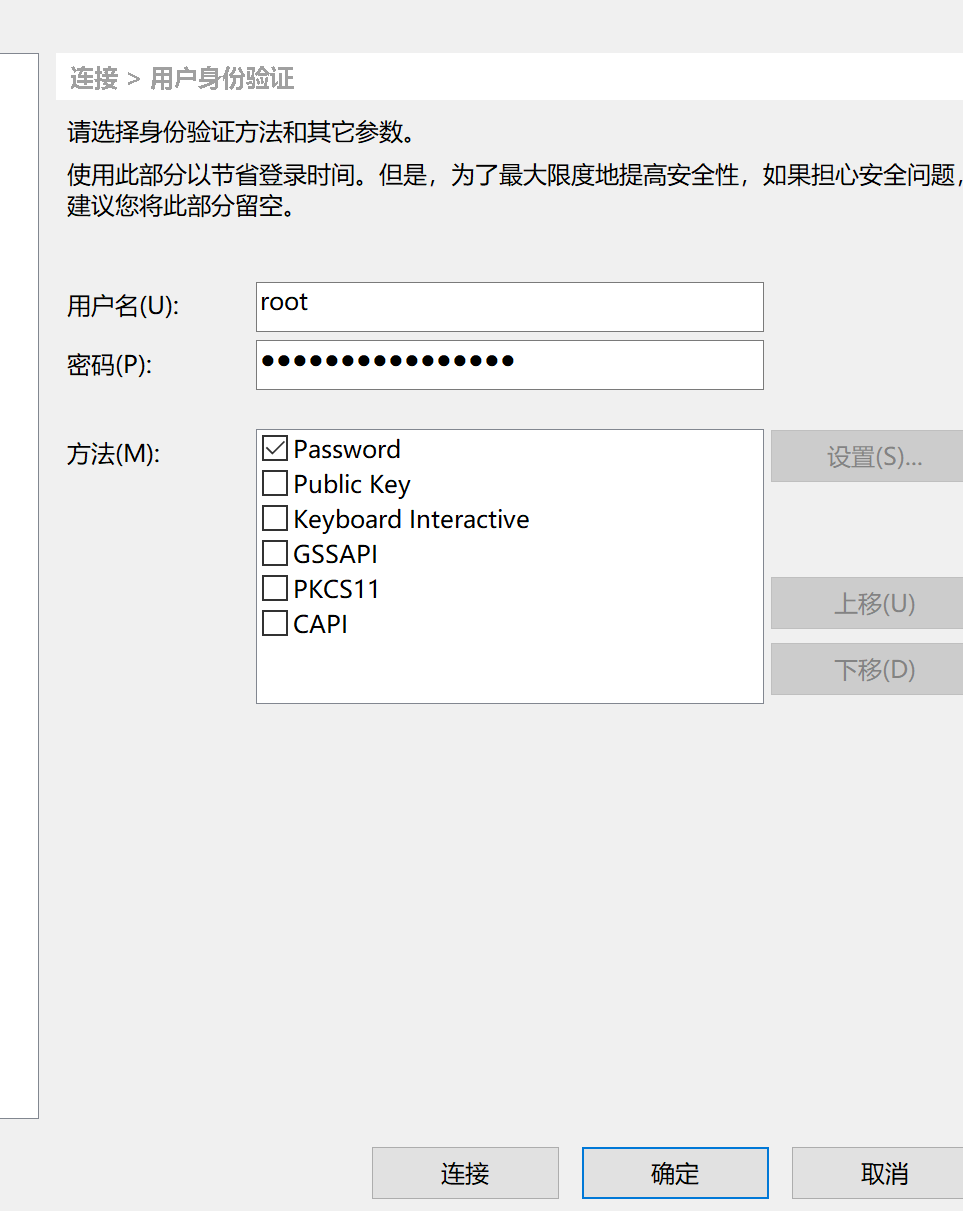 连接 > 用户身份验证
请选择身份验证方法和其它参数。
使用此部分以节省登录时间。但是，为了最大限度地提高安全性，如果担心安全问题，
建议您将此部分留空。
用户名(U):
root
密码(P):
●●●●●●●●●●●●●●●●
方法(M):
Password
Public Key
Keyboard Interactive
GSSAPI
PKCS11
CAPI
设置(S)...
上移(U)
下移(D)
连接
确定
取消